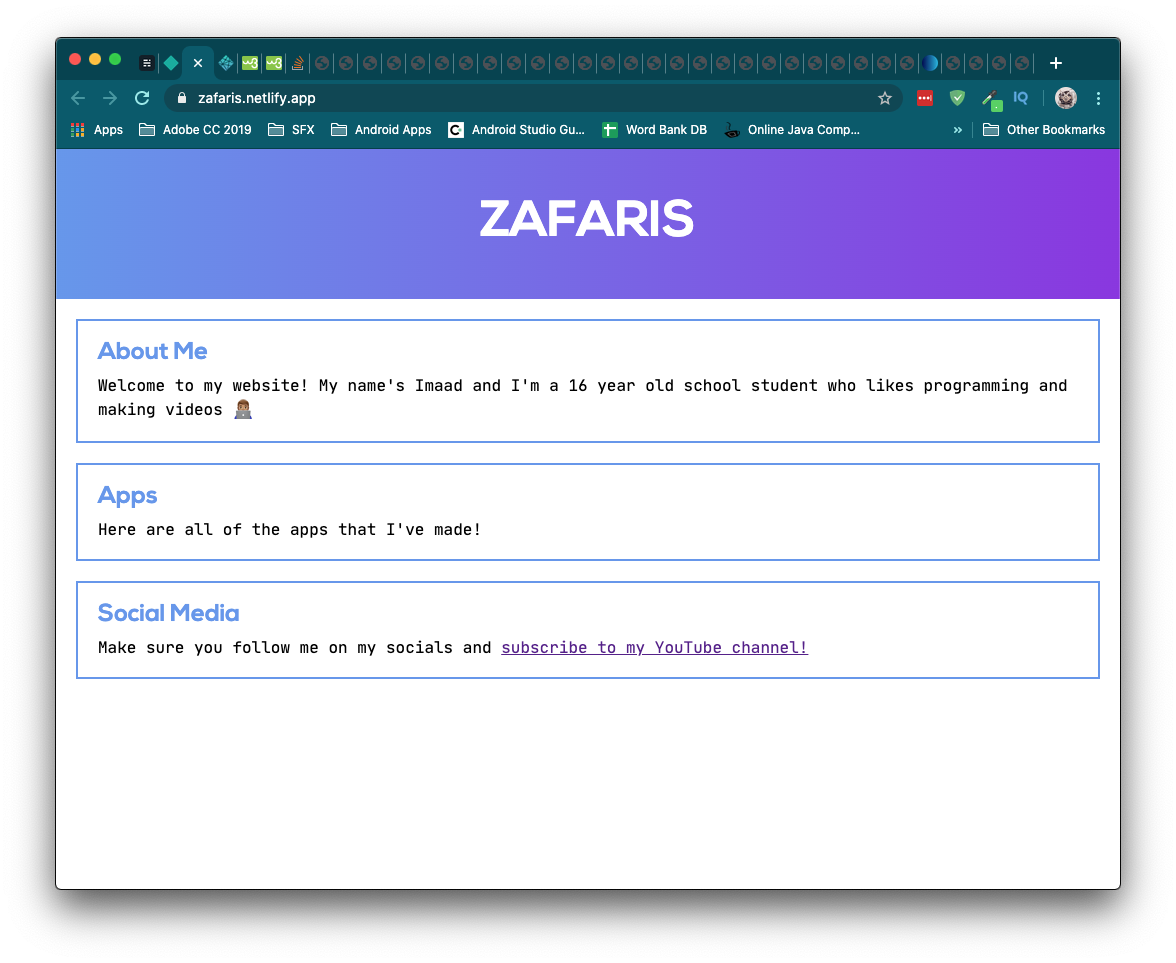 zafaris.netlify.app
IQ
Apps
Adobe CC 2019
SFX
Android Apps
Android Studio Gu...
Word Bank DB
Online Java Comp...
»
Other Bookmarks
ZAFARIS
About Me
Welcome to my website! My name's Imaad and I'm a 16 year old school student who likes programming and
making videos 👨🏽‍💻
Apps
Here are all of the apps that I've made!
Social Media
Make sure you follow me on my socials and subscribe to my YouTube channel!